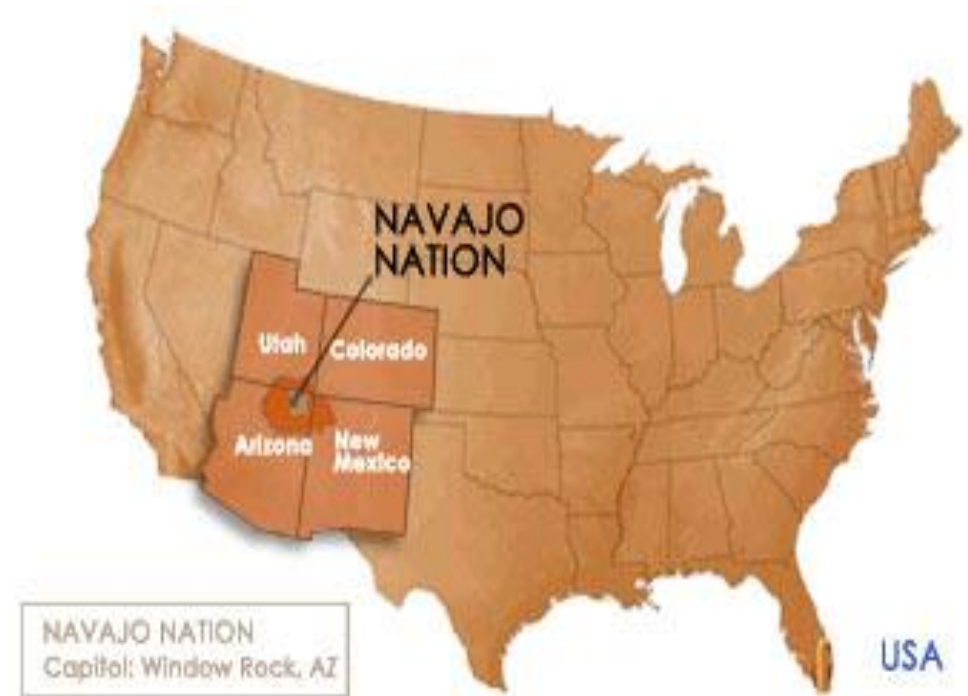 NAVAJO
NATION
Utah
Colorado
Arizona
New
Mexico
NAVAJO NATION
Capitol: Window Rock, AZ
USA